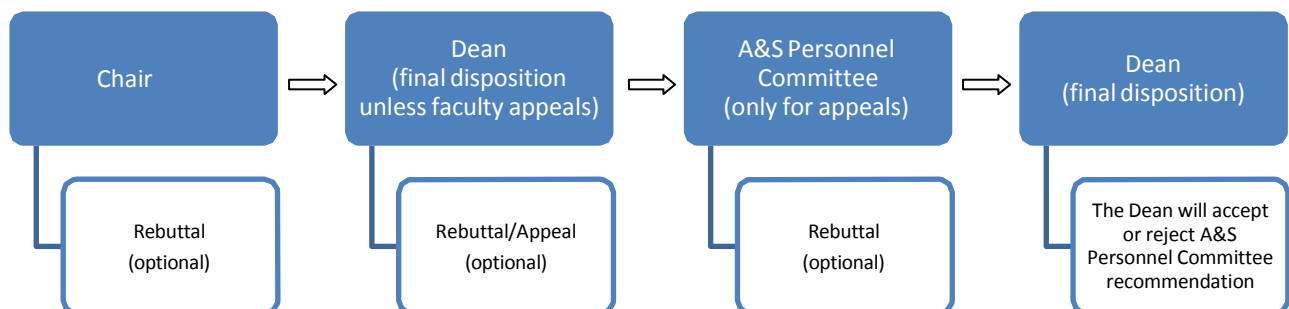 Chair
Dean
(final disposition
unless faculty appeals)
A&S Personnel
Committee
(only for appeals)
Dean
(final disposition)
Rebuttal
(optional)
Rebuttal/Appeal
(optional)
Rebuttal
(optional)
The Dean will accept
or reject A&S
Personnel Committee
recommendation